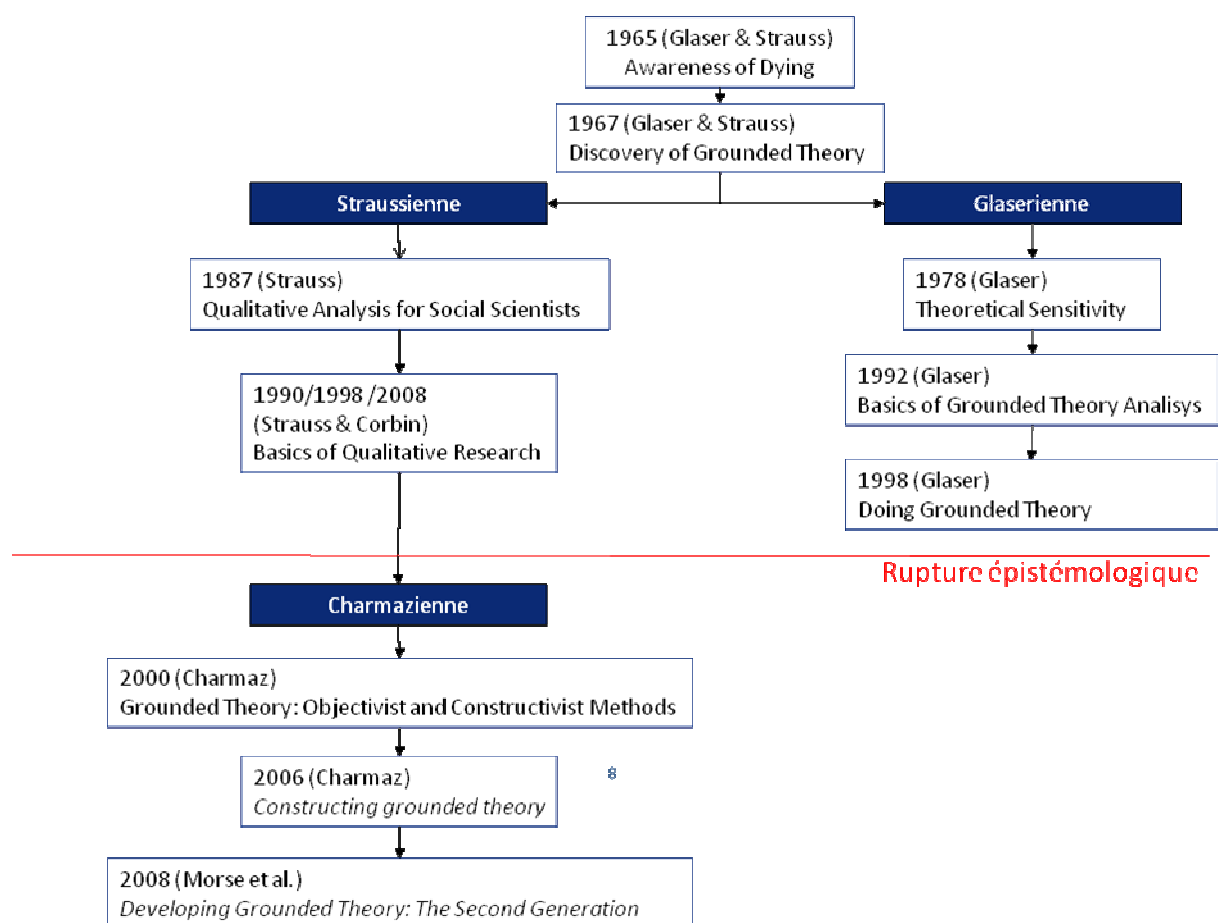 1965 (Glaser & Strauss)
Awareness of Dying
1967 (Glaser & Strauss)
Discovery of Grounded Theory
Straussienne
Glaserienne
1987 (Strauss)
Qualitative Analysis for Social Scientists
1978 (Glaser)
Theoretical Sensitivity
1990/1998 /2008
(Strauss & Corbin)
Basics of Qualitative Research
1992 (Glaser)
Basics of Grounded Theory Analisys
1998 (Glaser)
Doing Grounded Theory
Rupture épistémologique
Charmazienne
2000 (Charmaz)
Grounded Theory: Objectivist and Constructivist Methods
2006 (Charmaz)
Constructing grounded theory
8
2008 (Morse et al.)
Developing Grounded Theory: The Second Generation